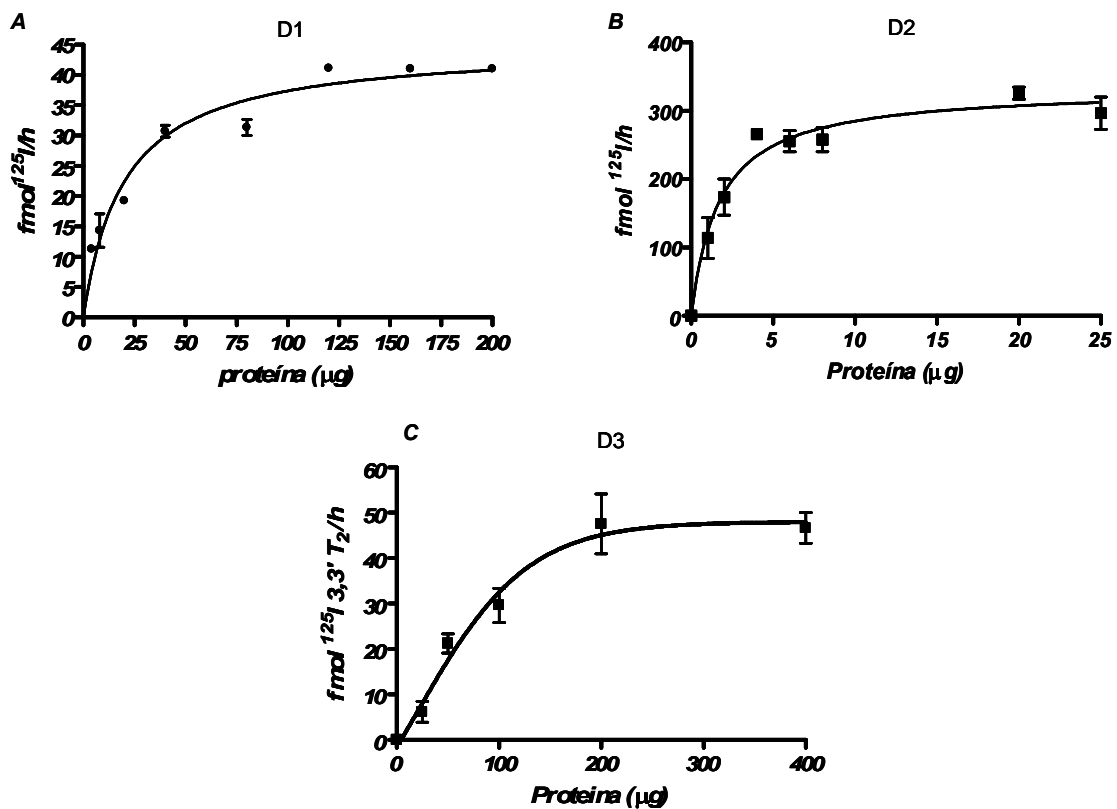 A
D1
fmol ¹²⁵I/h
45
40
35
30
25
20
15
10
5
0
0 25 50 75 100 125 150 175 200
proteína (µg)
B
D2
fmol ¹²⁵I/h
400
300
200
100
0
0 5 10 15 20 25
Proteína (µg)
C
D3
fmol ¹²⁵I 3,3' T₂/h
60
50
40
30
20
10
0
0 100 200 300 400
Proteína (µg)